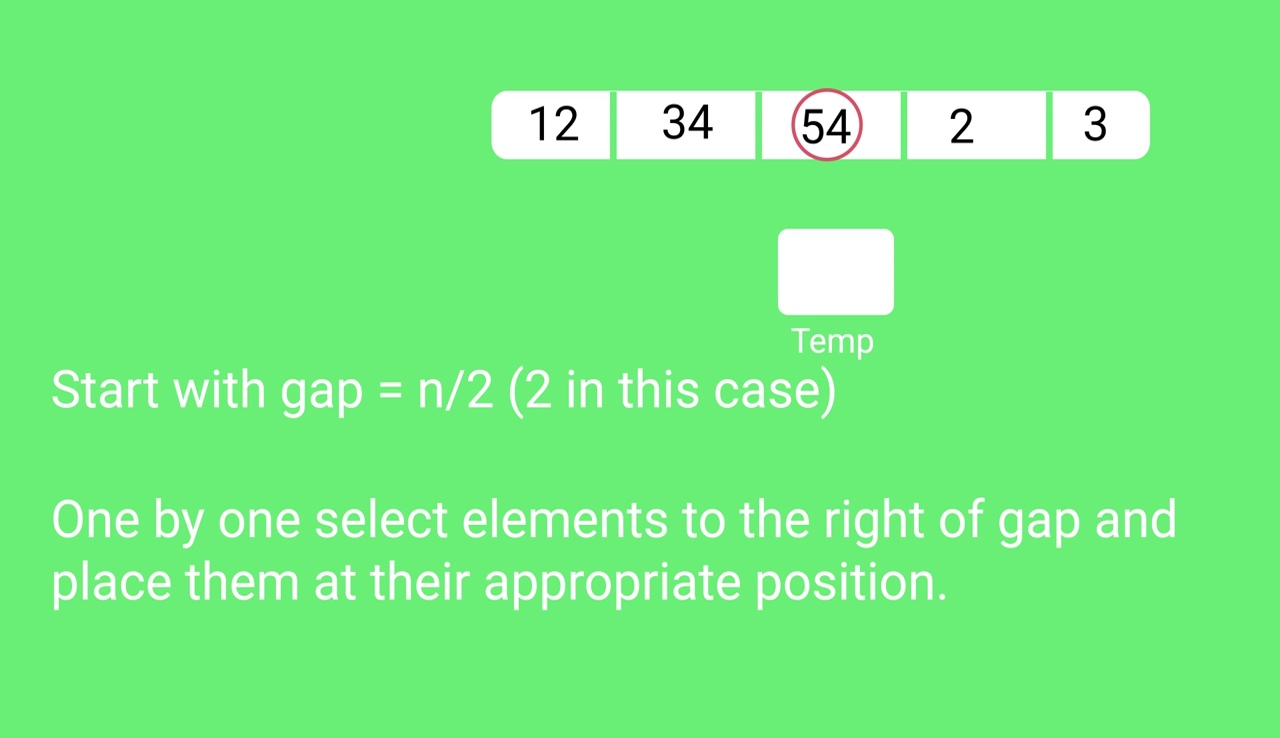 12 34 54 2 3
Temp
Start with gap = n/2 (2 in this case)
One by one select elements to the right of gap and
place them at their appropriate position.